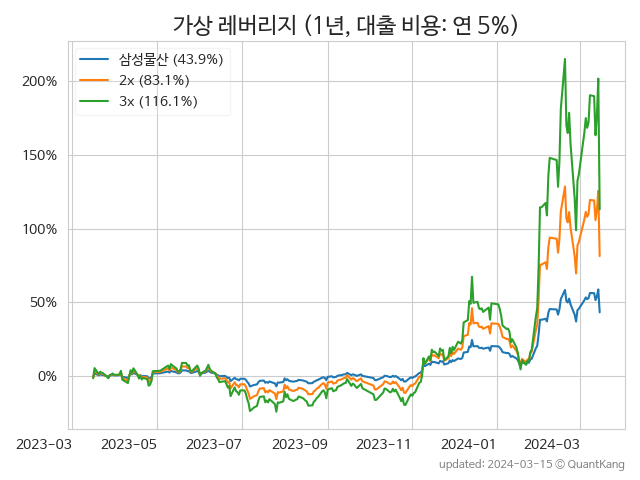 가상 레버리지 (1년, 대출 비용: 연 5%)
삼성물산 (43.9%)
2x (83.1%)
3x (116.1%)
200%
150%
100%
50%
0%
2023-03 2023-05 2023-07 2023-09 2023-11 2024-01 2024-03
updated: 2024-03-15 © QuantKang